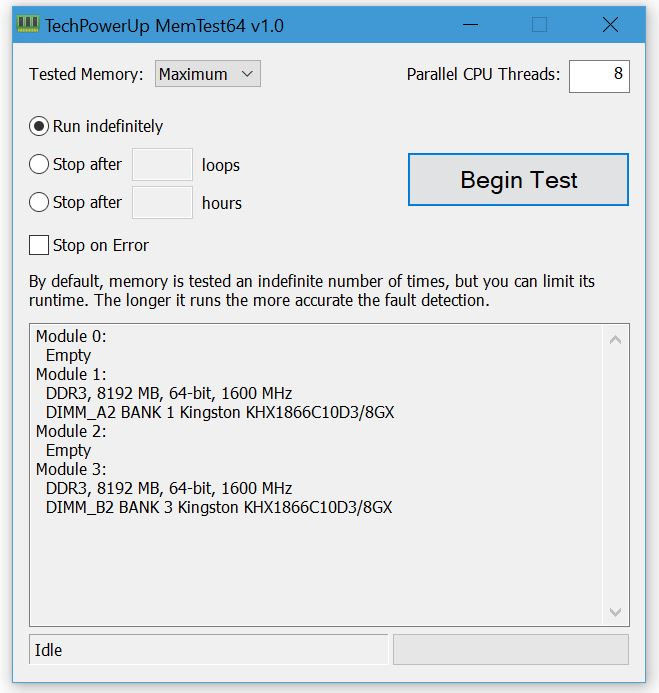 TechPowerUp MemTest64 v1.0
Tested Memory: Maximum Parallel CPU Threads: 8
Run indefinitely
Stop after loops
Begin Test
Stop after hours
Stop on Error
By default, memory is tested an indefinite number of times, but you can limit its
runtime. The longer it runs the more accurate the fault detection.
Module 0:
Empty
Module 1:
DDR3, 8192 MB, 64-bit, 1600 MHz
DIMM_A2 BANK 1 Kingston KHX1866C10D3/8GX
Module 2:
Empty
Module 3:
DDR3, 8192 MB, 64-bit, 1600 MHz
DIMM_B2 BANK 3 Kingston KHX1866C10D3/8GX
Idle